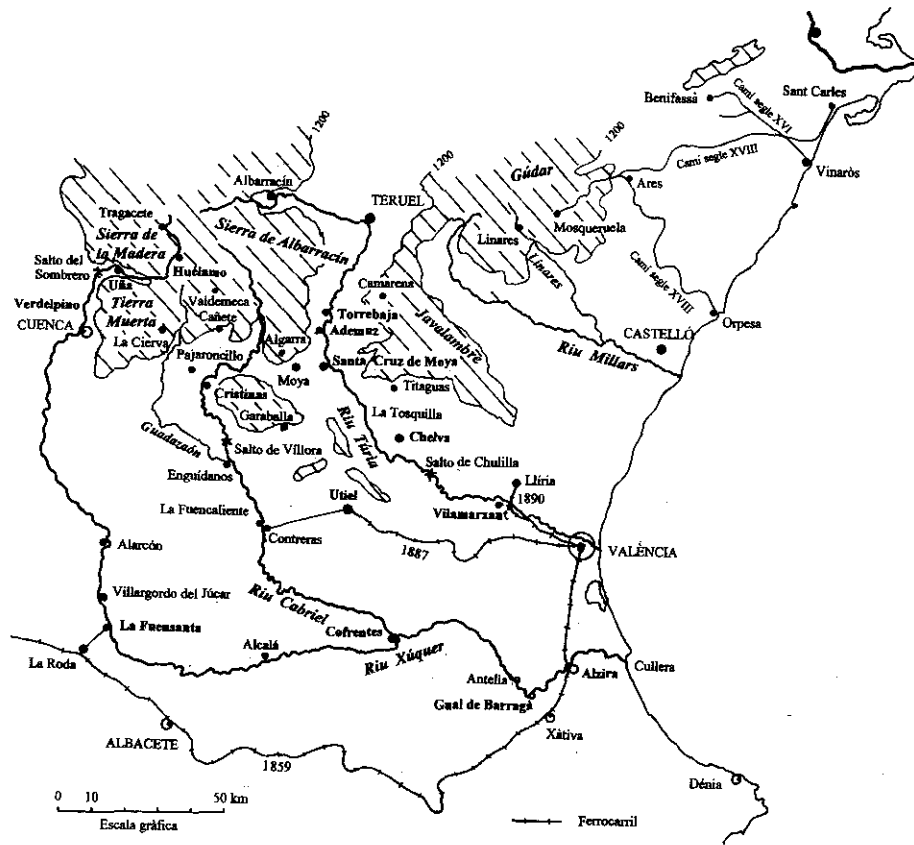 Benifassà
Sant Carles
Camí segle XVI
Camí segle XVIII
Vinaròs
1200
1200
1200
Gúdar
Ares
Albarracín
TERUEL
Mosqueruela
Tragacete
Sierra de
la Madera
Sierra de Albarracín
Linares
Linares
Camí segle XVIII
Salto del
Sombrero
Uña
Huélamo
Camarena
Verdelpino
Tierra
Muerta
Valdemeca
Cañete
Torrebaja
Javalambre
Orpesa
CUENCA
La Cierva
Ademuz
CASTELLÓ
Algarra
Riu Millars
Pajaroncillo
Moya
Santa Cruz de Moya
Cristinas
Titaguas
Garaballa
La Tosquilla
Riu Túria
Guadazaón
Salto de Víllora
Chelva
Enguídanos
Salto de Chulilla
Llíria
1890
Utiel
Vilamarxant
La Fuencaliente
Contreras
1887
VALÈNCIA
Alarcón
Villargordo del Júcar
Riu Cabriel
La Fuensanta
Cofrentes
Alcalá
Riu Xúquer
La Roda
Antella
Alzira
Cullera
Gual de Barragà
ALBACETE
Xàtiva
1859
Dénia
0 10 50 km
Escala gràfica
Ferrocarril